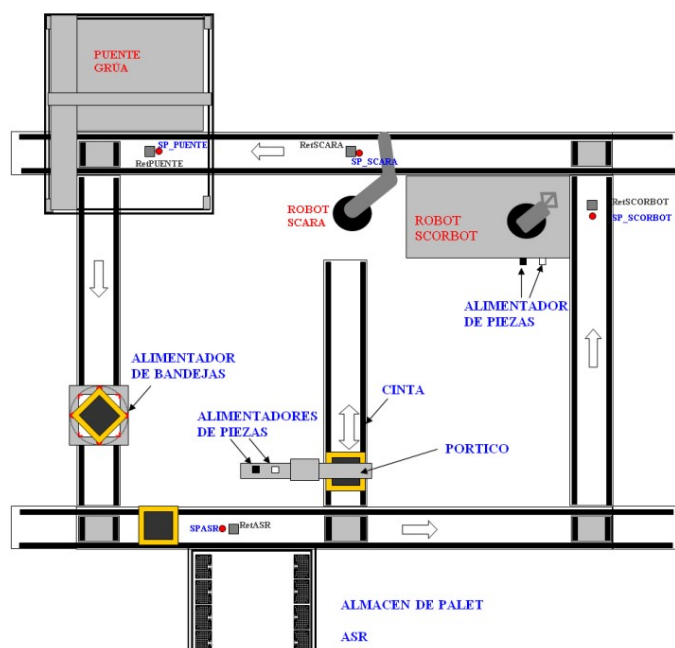 PUENTE
GRÚA
SP_PUENTE
RetPUENTE
RetSCARA
SP_SCARA
ROBOT
SCARA
ROBOT
SCORBOT
RetSCORBOT
SP_SCORBOT
ALIMENTADOR
DE PIEZAS
ALIMENTADOR
DE BANDEJAS
CINTA
ALIMENTADORES
DE PIEZAS
PORTICO
SPASR
RetASR
ALMACEN DE PALET
ASR